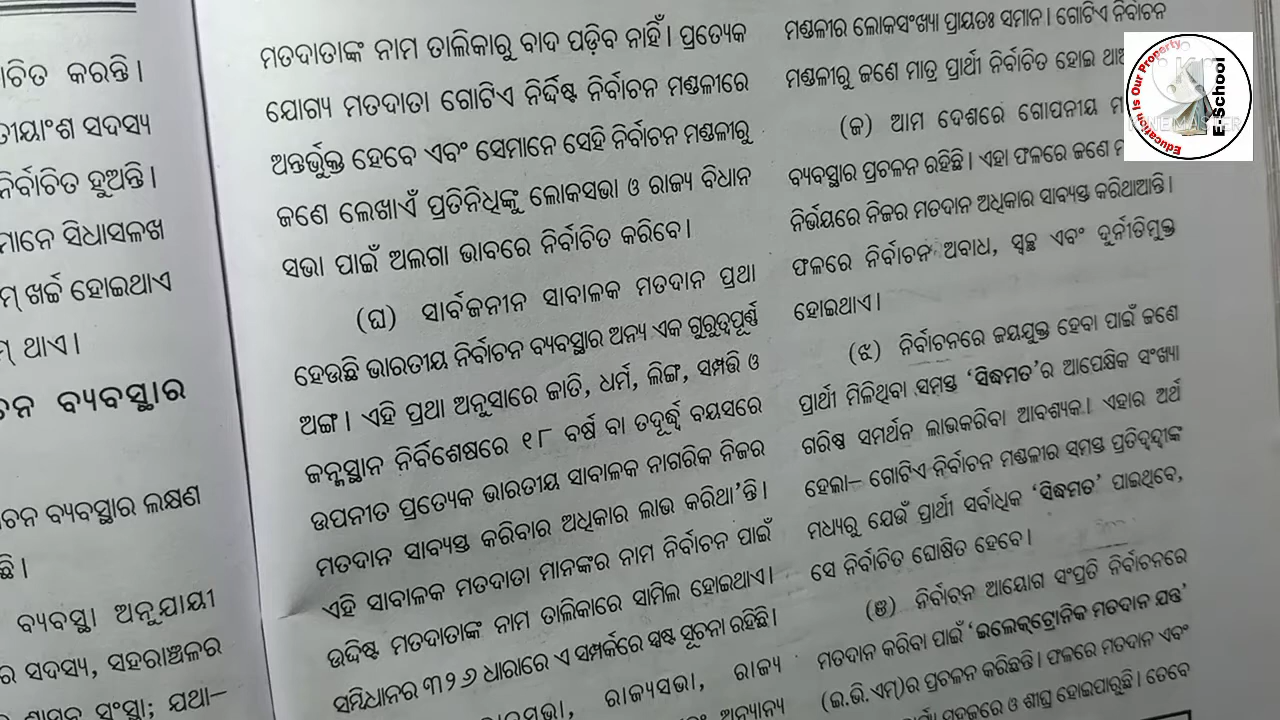 ାଚିତ କରନ୍ତି।
ତୀୟାଂଶ ସଦସ୍ୟ
ନିର୍ବାଚିତ ହୁଅନ୍ତି।
ମାନେ ସିଧାସଳଖ
ମ୍ ଖର୍ଚ୍ଚ ହୋଇଥାଏ
ମ୍ ଥାଏ।
ଚନ ବ୍ୟବସ୍ଥାର
ଚନ ବ୍ୟବସ୍ଥାର ଲକ୍ଷଣ
ଛି।
ବ୍ୟବସ୍ଥା ଅନୁଯାୟୀ
ର ସଦସ୍ୟ, ସହରାଞ୍ଚଳର
ଶାସନ ସଂସ୍ଥା; ଯଥା–
ମତଦାତାଙ୍କ ନାମ ତାଲିକାରୁ ବାଦ ପଡ଼ିବ ନାହିଁ। ପ୍ରତ୍ୟେକ
ଯୋଗ୍ୟ ମତଦାତା ଗୋଟିଏ ନିର୍ଦ୍ଦିଷ୍ଟ ନିର୍ବାଚନ ମଣ୍ଡଳୀରେ
ଅନ୍ତର୍ଭୁକ୍ତ ହେବେ ଏବଂ ସେମାନେ ସେହି ନିର୍ବାଚନ ମଣ୍ଡଳୀରୁ
ଜଣେ ଲେଖାଏଁ ପ୍ରତିନିଧିଙ୍କୁ ଲୋକସଭା ଓ ରାଜ୍ୟ ବିଧାନ
ସଭା ପାଇଁ ଅଲଗା ଭାବରେ ନିର୍ବାଚିତ କରିବେ।
(ଘ) ସାର୍ବଜନୀନ ସାବାଳକ ମତଦାନ ପ୍ରଥା
ହେଉଛି ଭାରତୀୟ ନିର୍ବାଚନ ବ୍ୟବସ୍ଥାର ଅନ୍ୟ ଏକ ଗୁରୁତ୍ୱପୂର୍ଣ୍ଣ
ଅଙ୍ଗ। ଏହି ପ୍ରଥା ଅନୁସାରେ ଜାତି, ଧର୍ମ, ଲିଙ୍ଗ, ସମ୍ପତ୍ତି ଓ
ଜନ୍ମସ୍ଥାନ ନିର୍ବିଶେଷରେ ୧୮ ବର୍ଷ ବା ତଦୂର୍ଦ୍ଧ୍ୱ ବୟସରେ
ଉପନୀତ ପ୍ରତ୍ୟେକ ଭାରତୀୟ ସାବାଳକ ନାଗରିକ ନିଜର
ମତଦାନ ସାବ୍ୟସ୍ତ କରିବାର ଅଧିକାର ଲାଭ କରିଥା'ନ୍ତି।
ଏହି ସାବାଳକ ମତଦାତା ମାନଙ୍କର ନାମ ନିର୍ବାଚନ ପାଇଁ
ଉଦ୍ଦିଷ୍ଟ ମତଦାତାଙ୍କ ନାମ ତାଲିକାରେ ସାମିଲ ହୋଇଥାଏ।
ସମ୍ବିଧାନର ୩୨୬ ଧାରାରେ ଏ ସମ୍ପର୍କରେ ସ୍ପଷ୍ଟ ସୂଚନା ରହିଛି।
ରାଜ୍ୟସଭା, ରାଜ୍ୟ
ଅନ୍ୟାନ୍ୟ
ମଣ୍ଡଳୀର ଲୋକସଂଖ୍ୟା ପ୍ରାୟତଃ ସମାନ। ଗୋଟିଏ ନିର୍ବାଚନ
ମଣ୍ଡଳୀରୁ ଜଣେ ମାତ୍ର ପ୍ରାର୍ଥୀ ନିର୍ବାଚିତ ହୋଇ
(ଜ) ଆମ ଦେଶରେ ଗୋପନୀୟ
ବ୍ୟବସ୍ଥାର ପ୍ରଚଳନ ରହିଛି। ଏହା ଫଳରେ ଜଣେ
ନିର୍ଭୟରେ ନିଜର ମତଦାନ ଅଧିକାର ସାବ୍ୟସ୍ତ କରିଥାଆନ୍ତି।
ଫଳରେ ନିର୍ବାଚନ ଅବାଧ, ସ୍ୱଚ୍ଛ ଏବଂ ଦୁର୍ନୀତିମୁକ୍ତ
ହୋଇଥାଏ।
(ଝ) ନିର୍ବାଚନରେ ଜୟଯୁକ୍ତ ହେବା ପାଇଁ ଜଣେ
ପ୍ରାର୍ଥୀ ମିଳିଥିବା ସମସ୍ତ 'ସିଦ୍ଧମତ'ର ଆପେକ୍ଷିକ ସଂଖ୍ୟା
ଗରିଷ୍ଠ ସମର୍ଥନ ଲାଭକରିବା ଆବଶ୍ୟକ। ଏହାର ଅର୍ଥ
ହେଲା– ଗୋଟିଏ ନିର୍ବାଚନ ମଣ୍ଡଳୀର ସମସ୍ତ ପ୍ରତିଦ୍ୱନ୍ଦ୍ୱୀଙ୍କ
ମଧ୍ୟରୁ ଯେଉଁ ପ୍ରାର୍ଥୀ ସର୍ବାଧିକ 'ସିଦ୍ଧମତ' ପାଇଥିବେ,
ସେ ନିର୍ବାଚିତ ଘୋଷିତ ହେବେ।
(ଞ) ନିର୍ବାଚନ ଆୟୋଗ ସଂପ୍ରତି ନିର୍ବାଚନରେ
ମତଦାନ କରିବା ପାଇଁ 'ଇଲେକ୍ଟ୍ରୋନିକ ମତଦାନ ଯନ୍ତ୍ର'
(ଇ.ଭି.ଏମ୍)ର ପ୍ରଚଳନ କରିଛନ୍ତି। ଫଳରେ ମତଦାନ ଏବଂ
ସହଜରେ ଓ ଶୀଘ୍ର ହୋଇପାରୁଛି। ତେବେ
Education Is Our Property
E-School